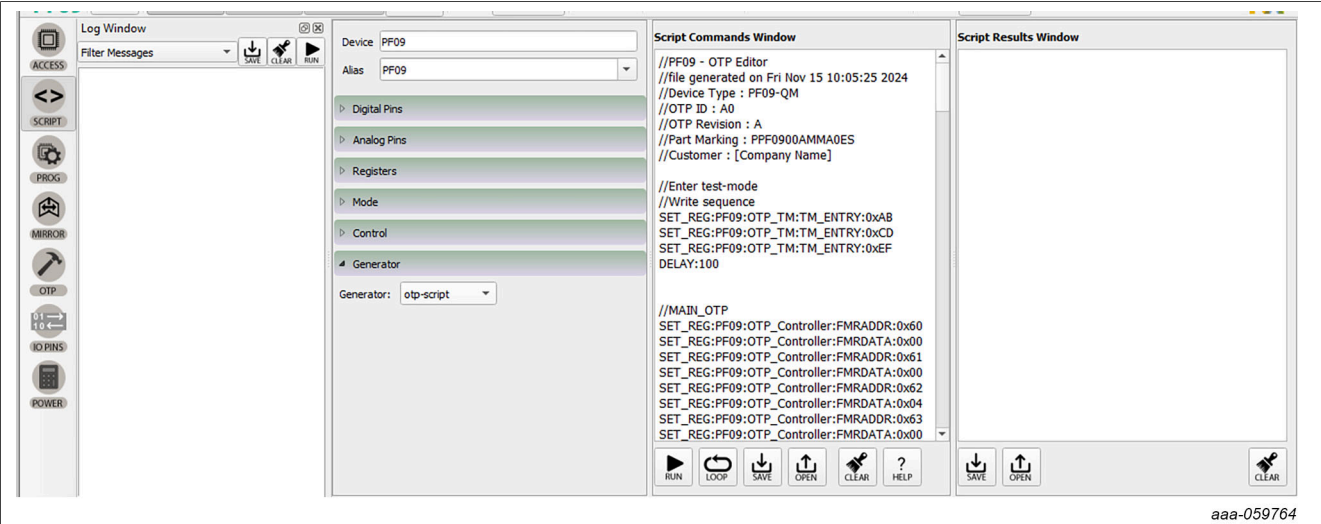 Log Window
Filter Messages
SAVE
CLEAR
RUN
ACCESS
SCRIPT
PROG
MIRROR
OTP
01
10
IO PINS
POWER
Device PF09
Alias PF09
Digital Pins
Analog Pins
Registers
Mode
Control
Generator
Generator: otp-script
Script Commands Window
//PF09 - OTP Editor
//file generated on Fri Nov 15 10:05:25 2024
//Device Type : PF09-QM
//OTP ID : A0
//OTP Revision : A
//Part Marking : PPF0900AMMA0ES
//Customer : [Company Name]
//Enter test-mode
//Write sequence
SET_REG:PF09:OTP_TM:TM_ENTRY:0xAB
SET_REG:PF09:OTP_TM:TM_ENTRY:0xCD
SET_REG:PF09:OTP_TM:TM_ENTRY:0xEF
DELAY:100
//MAIN_OTP
SET_REG:PF09:OTP_Controller:FMRADDR:0x60
SET_REG:PF09:OTP_Controller:FMRDATA:0x00
SET_REG:PF09:OTP_Controller:FMRADDR:0x61
SET_REG:PF09:OTP_Controller:FMRDATA:0x00
SET_REG:PF09:OTP_Controller:FMRADDR:0x62
SET_REG:PF09:OTP_Controller:FMRDATA:0x04
SET_REG:PF09:OTP_Controller:FMRADDR:0x63
SET_REG:PF09:OTP_Controller:FMRDATA:0x00
RUN
LOOP
SAVE
OPEN
CLEAR
?
HELP
Script Results Window
SAVE
OPEN
CLEAR
aaa-059764